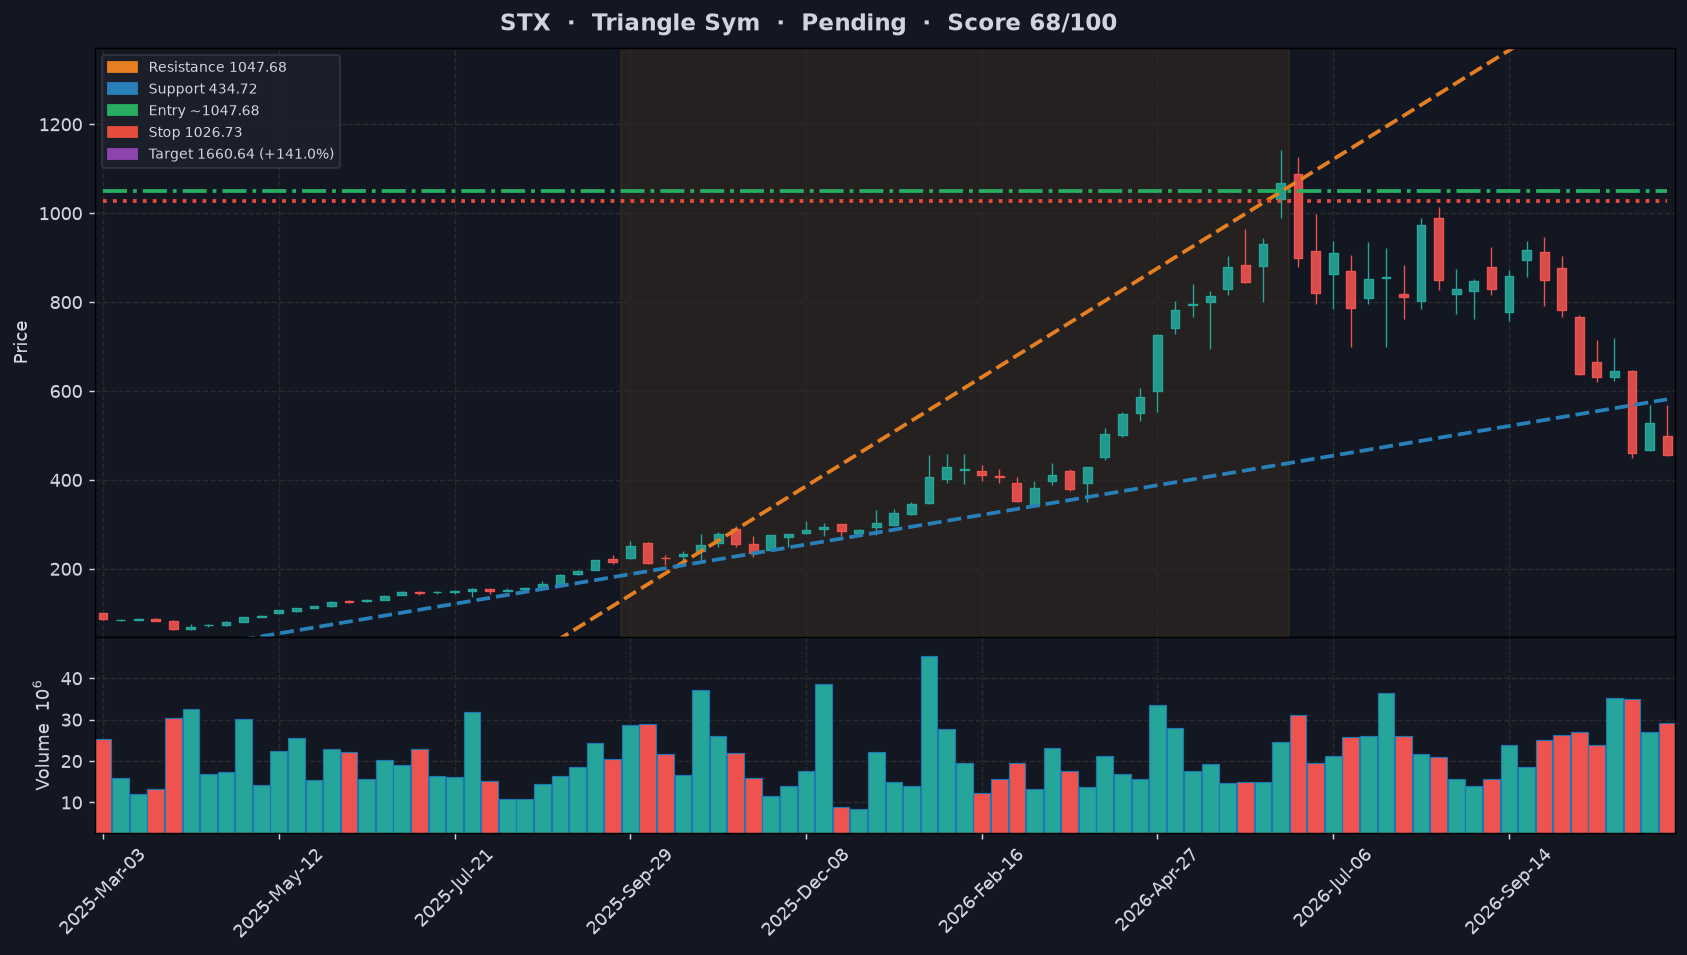 STX · Triangle Sym · Pending · Score 68/100
Resistance 1047.68
Support 434.72
Entry ~1047.68
Stop 1026.73
Target 1660.64 (+141.0%)
Price
1200
1000
800
600
400
200
Volume 10⁶
40
30
20
10
2025-Mar-03
2025-May-12
2025-Jul-21
2025-Sep-29
2025-Dec-08
2026-Feb-16
2026-Apr-27
2026-Jul-06
2026-Sep-14